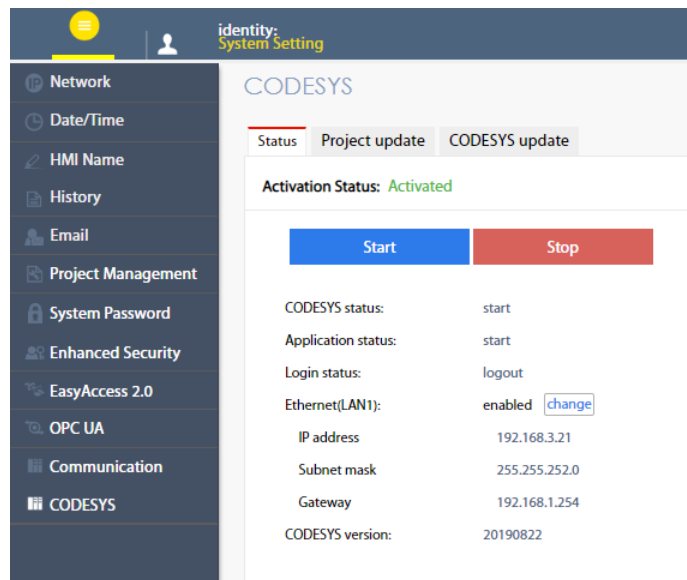 identity:
System Setting
Network
Date/Time
HMI Name
History
Email
Project Management
System Password
Enhanced Security
EasyAccess 2.0
OPC UA
Communication
CODESYS
CODESYS
Status Project update CODESYS update
Activation Status: Activated
Start Stop
CODESYS status: start
Application status: start
Login status: logout
Ethernet(LAN1): enabled change
IP address 192.168.3.21
Subnet mask 255.255.252.0
Gateway 192.168.1.254
CODESYS version: 20190822